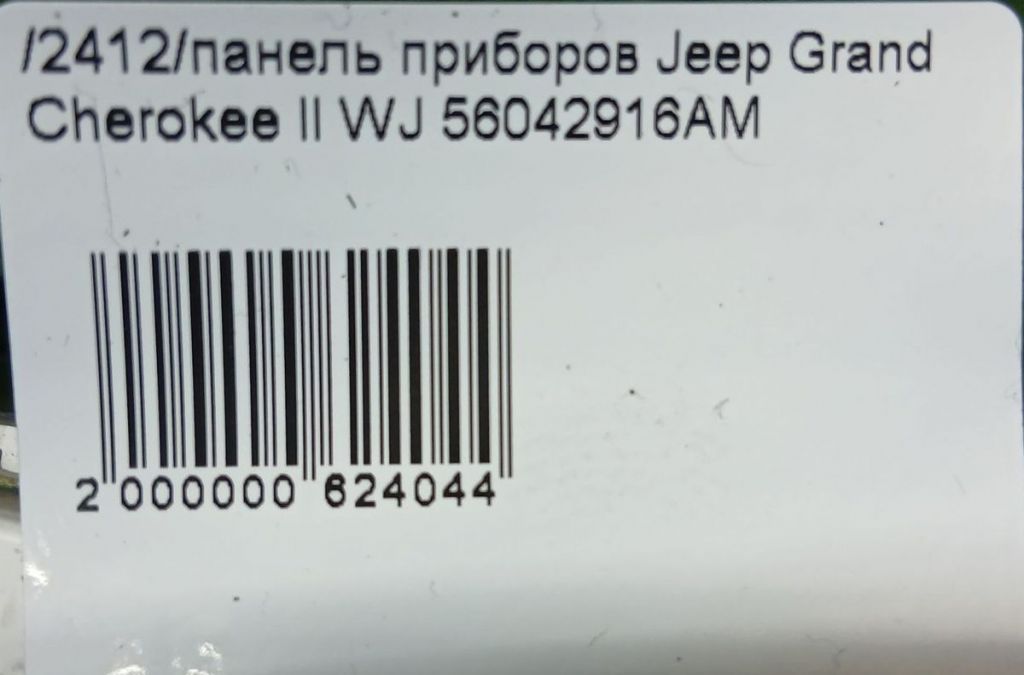 /2412/панель приборов Jeep Grand
Cherokee II WJ 56042916AM
2 000000 624044